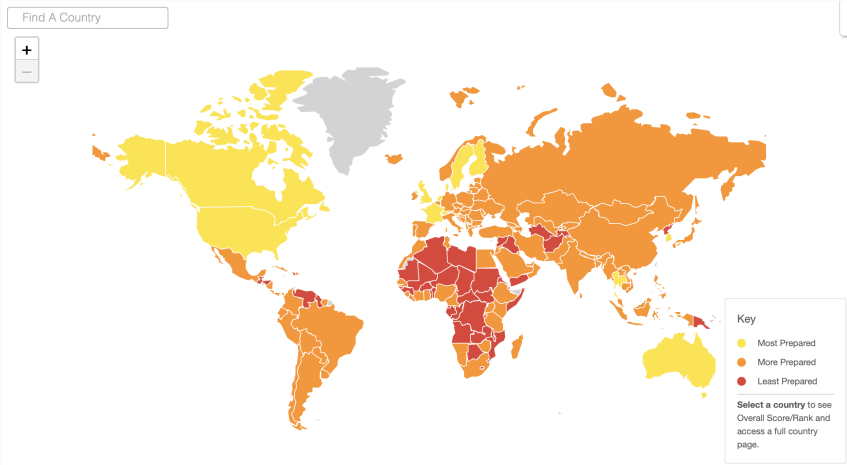 Find A Country
+
−
Key
Most Prepared
More Prepared
Least Prepared
Select a country to see
Overall Score/Rank and
access a full country
page.